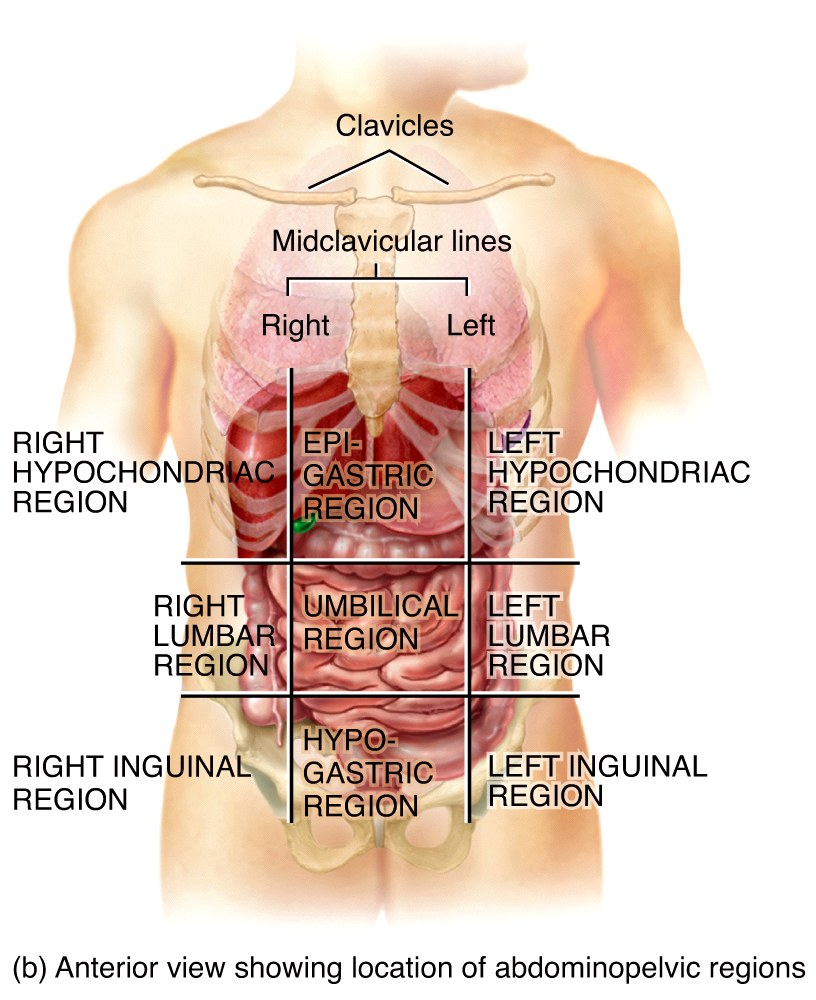 Clavicles
Midclavicular lines
Right
Left
RIGHT
HYPOCHONDRIAC
REGION
EPI-
GASTRIC
REGION
LEFT
HYPOCHONDRIAC
REGION
RIGHT
LUMBAR
REGION
UMBILICAL
REGION
LEFT
LUMBAR
REGION
RIGHT INGUINAL
REGION
HYPO-
GASTRIC
REGION
LEFT INGUINAL
REGION
(b) Anterior view showing location of abdominopelvic regions